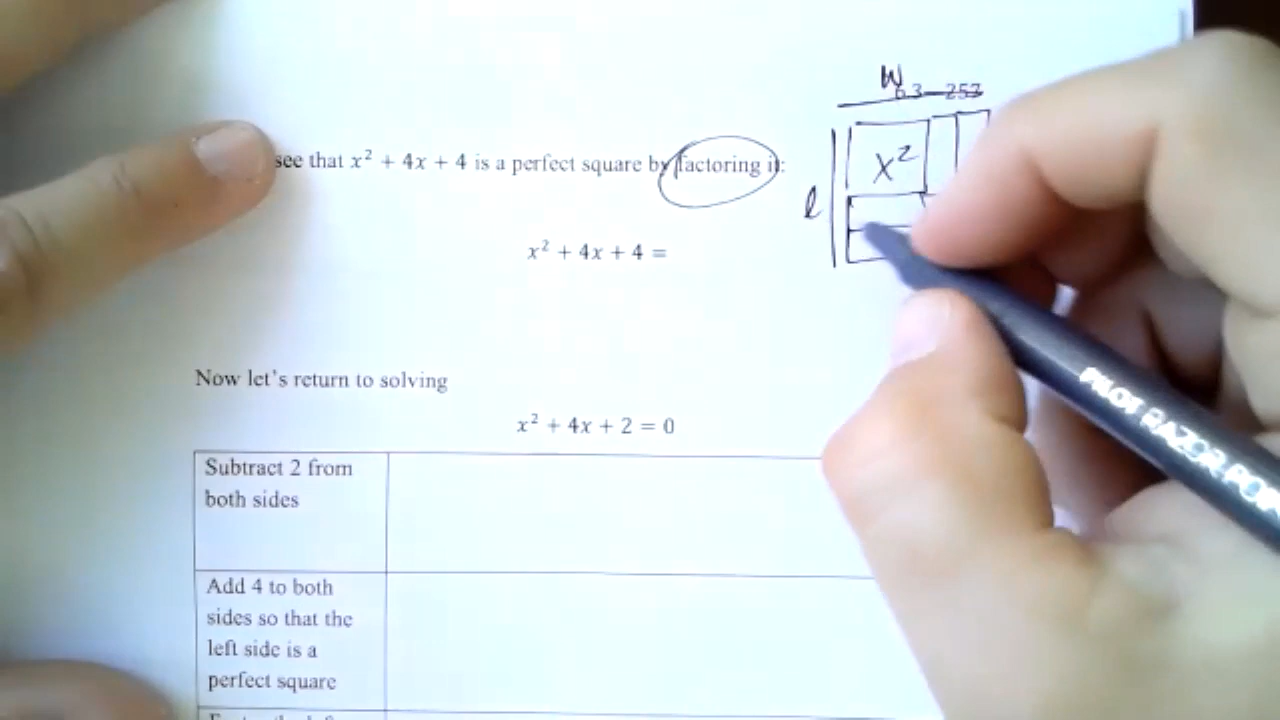 W
63-253
see that x² + 4x + 4 is a perfect square by factoring it:
x²
l
x² + 4x + 4 =
Now let's return to solving
x² + 4x + 2 = 0
Subtract 2 from
both sides
Add 4 to both
sides so that the
left side is a
perfect square
PILOT RAZOR POIN